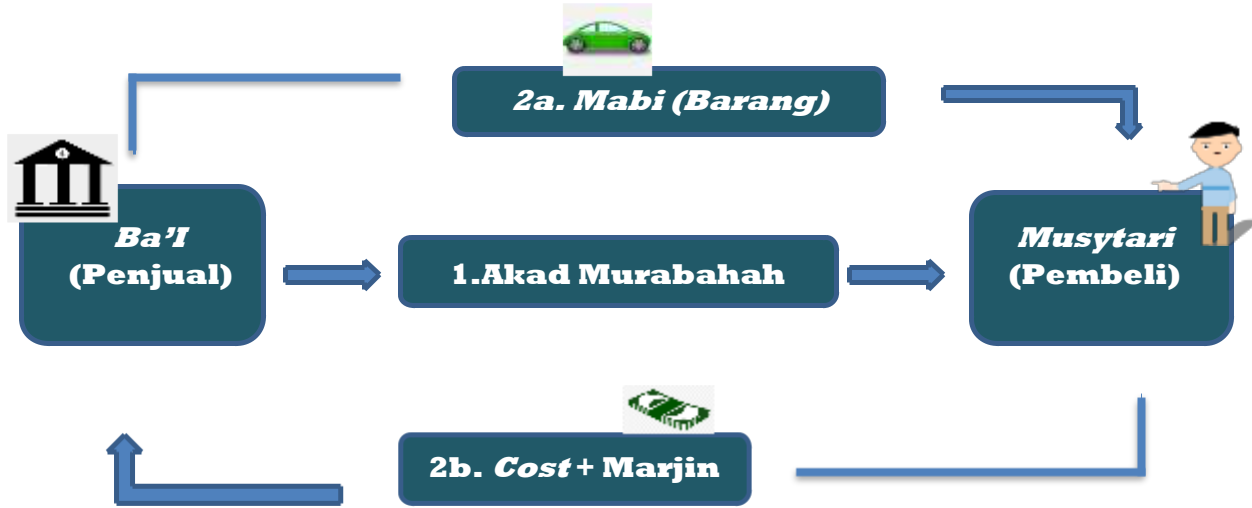 2a. Mabi (Barang)
Ba’I
(Penjual)
1.Akad Murabahah
Musytari
(Pembeli)
2b. Cost + Marjin